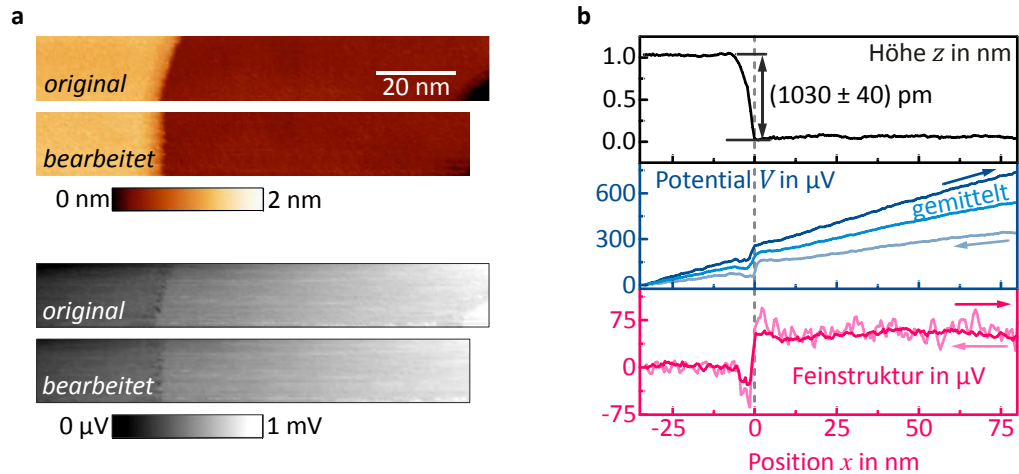 a
original
20 nm
bearbeitet
0 nm
2 nm
original
bearbeitet
0 µV
1 mV
b
Höhe z in nm
1.0
0.5
0.0
(1030 ± 40) pm
Potential V in µV
gemittelt
600
300
0
75
0
-75
Feinstruktur in µV
-25 0 25 50 75
Position x in nm